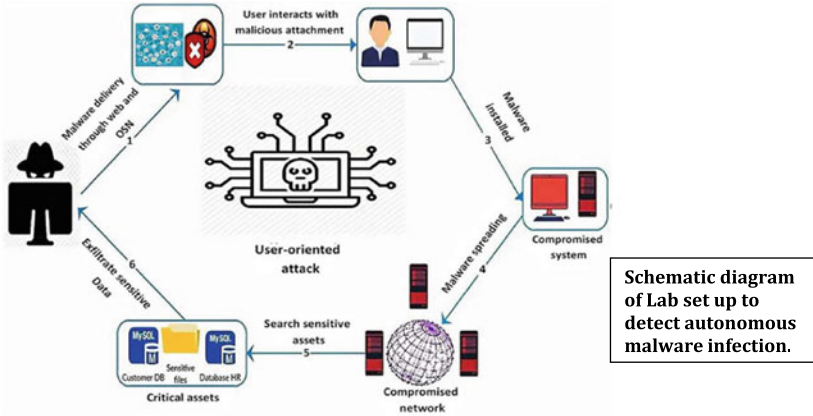 User interacts with
malicious attachment
2
Malware delivery
through web and
OSN
1
Malware
installed
3
Compromised
system
User-oriented
attack
Malware spreading
4
Exfiltrate sensitive
Data
6
Search sensitive
assets
5
MySQL
Customer DB
Sensitive
files
MySQL
Database HR
Critical assets
Compromised
network
Schematic diagram
of Lab set up to
detect autonomous
malware infection.